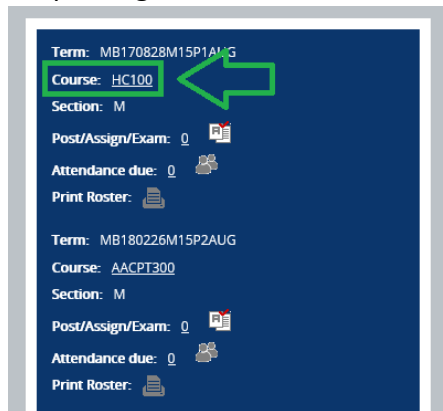 Term: MB170828M15P1AUG
Course: HC100
Section: M
Post/Assign/Exam: 0
Attendance due: 0
Print Roster:
Term: MB180226M15P2AUG
Course: AACPT300
Section: M
Post/Assign/Exam: 0
Attendance due: 0
Print Roster: